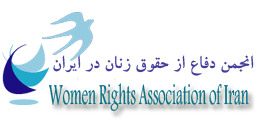 انجمن دفاع از حقوق زنان در ایران
Women Rights Association of Iran